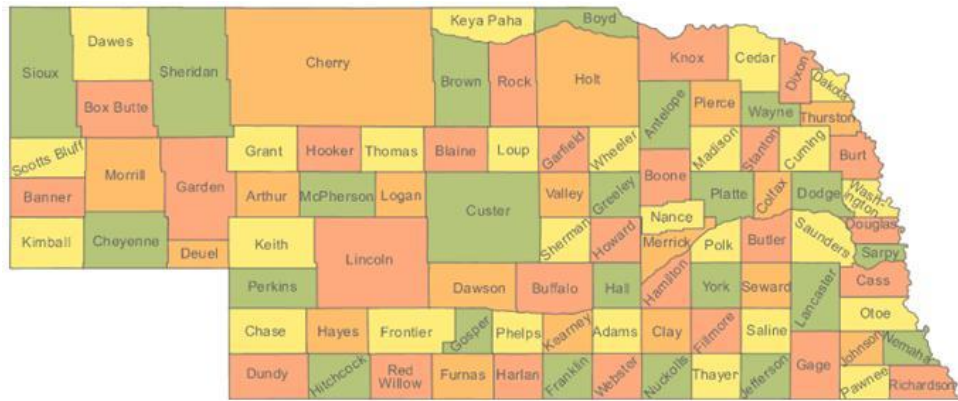 Keya Paha
Boyd
Dawes
Sioux
Sheridan
Cherry
Brown
Rock
Holt
Knox
Cedar
Dixon
Dakota
Box Butte
Antelope
Pierce
Wayne
Thurston
Scotts Bluff
Grant
Hooker
Thomas
Blaine
Loup
Garfield
Wheeler
Madison
Stanton
Cuming
Burt
Morrill
Garden
Banner
Arthur
McPherson
Logan
Custer
Valley
Greeley
Boone
Platte
Colfax
Dodge
Wash-
ington
Nance
Kimball
Cheyenne
Deuel
Keith
Lincoln
Sherman
Howard
Merrick
Polk
Butler
Saunders
Douglas
Sarpy
Perkins
Dawson
Buffalo
Hall
Hamilton
York
Seward
Lancaster
Cass
Otoe
Chase
Hayes
Frontier
Gosper
Phelps
Kearney
Adams
Clay
Fillmore
Saline
Gage
Johnson
Nemaha
Dundy
Hitchcock
Red
Willow
Furnas
Harlan
Franklin
Webster
Nuckolls
Thayer
Jefferson
Pawnee
Richardson